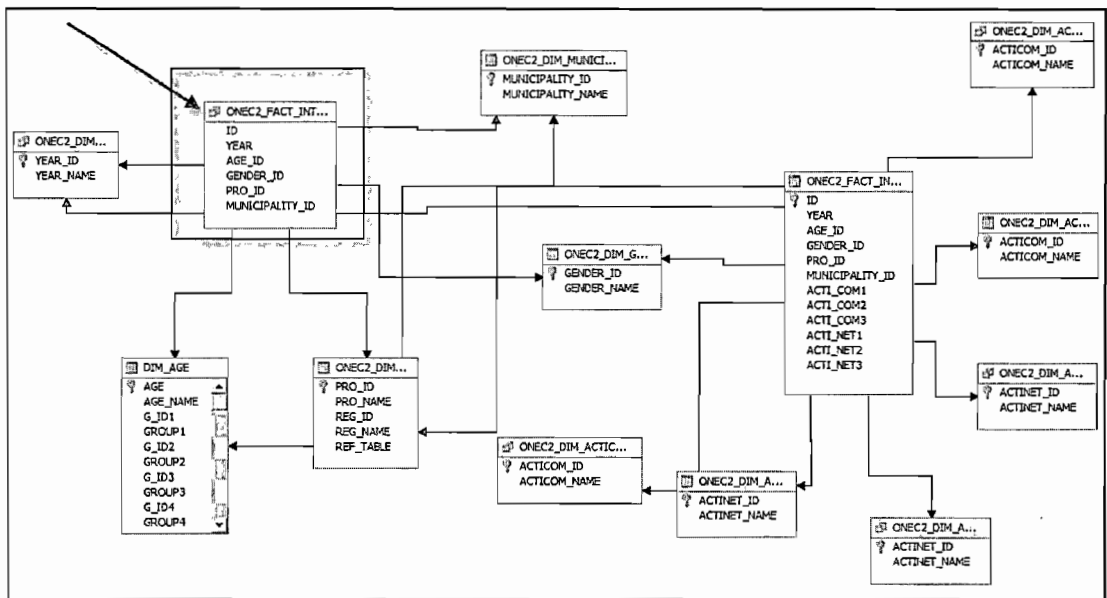 ONEC2_DIM_AC...
ACTICOM_ID
ACTICOM_NAME
ONEC2_DIM_MUNICI...
MUNICIPALITY_ID
MUNICIPALITY_NAME
ONEC2_FACT_INT...
ID
YEAR
AGE_ID
GENDER_ID
PRO_ID
MUNICIPALITY_ID
ONEC2_DIM...
YEAR_ID
YEAR_NAME
ONEC2_FACT_IN...
ID
YEAR
AGE_ID
GENDER_ID
PRO_ID
MUNICIPALITY_ID
ACTI_COM1
ACTI_COM2
ACTI_COM3
ACTI_NET1
ACTI_NET2
ACTI_NET3
ONEC2_DIM_AC...
ACTICOM_ID
ACTICOM_NAME
ONEC2_DIM_G...
GENDER_ID
GENDER_NAME
DIM_AGE
AGE
AGE_NAME
G_ID1
GROUP1
G_ID2
GROUP2
G_ID3
GROUP3
G_ID4
GROUP4
ONEC2_DIM...
PRO_ID
PRO_NAME
REG_ID
REG_NAME
REF_TABLE
ONEC2_DIM_A...
ACTINET_ID
ACTINET_NAME
ONEC2_DIM_ACTIC...
ACTICOM_ID
ACTICOM_NAME
ONEC2_DIM_A...
ACTINET_ID
ACTINET_NAME
ONEC2_DIM_A...
ACTINET_ID
ACTINET_NAME